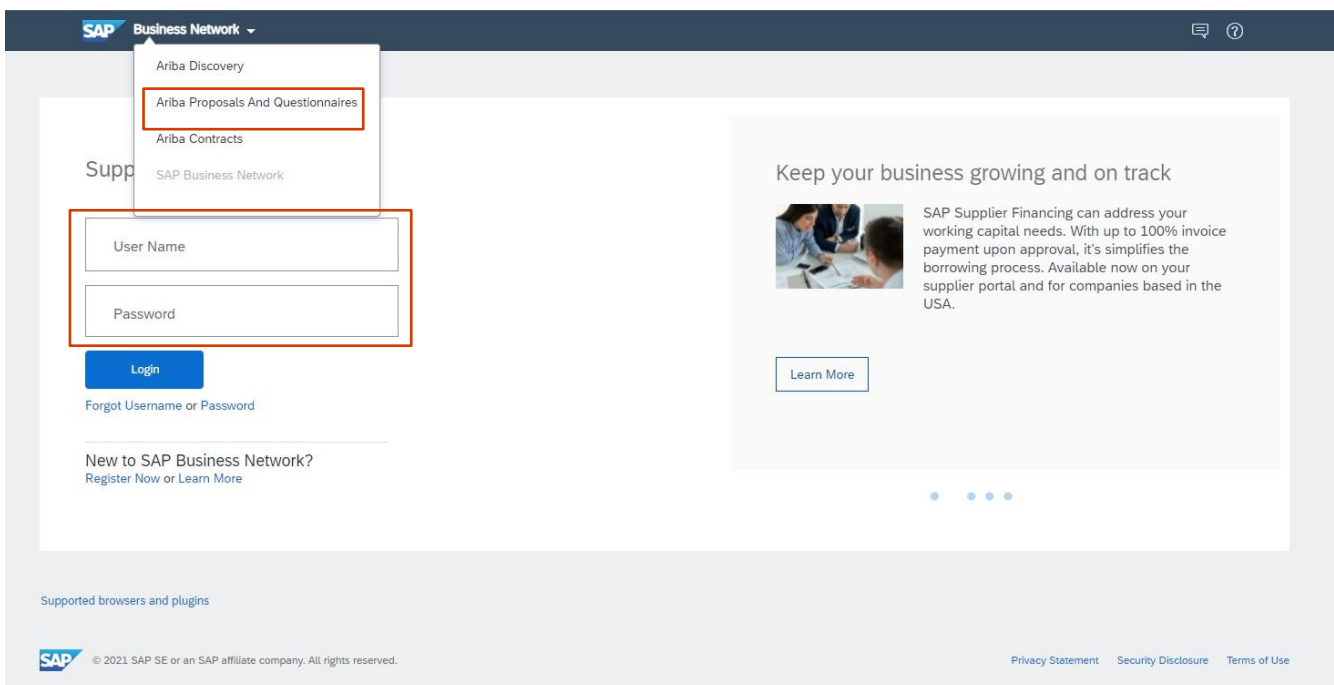 SAP Business Network
Ariba Discovery
Ariba Proposals And Questionnaires
Ariba Contracts
SAP Business Network
Supp
User Name
Password
Login
Forgot Username or Password
New to SAP Business Network?
Register Now or Learn More
Keep your business growing and on track
SAP Supplier Financing can address your
working capital needs. With up to 100% invoice
payment upon approval, it's simplifies the
borrowing process. Available now on your
supplier portal and for companies based in the
USA.
Learn More
Supported browsers and plugins
SAP © 2021 SAP SE or an SAP affiliate company. All rights reserved.
Privacy Statement Security Disclosure Terms of Use